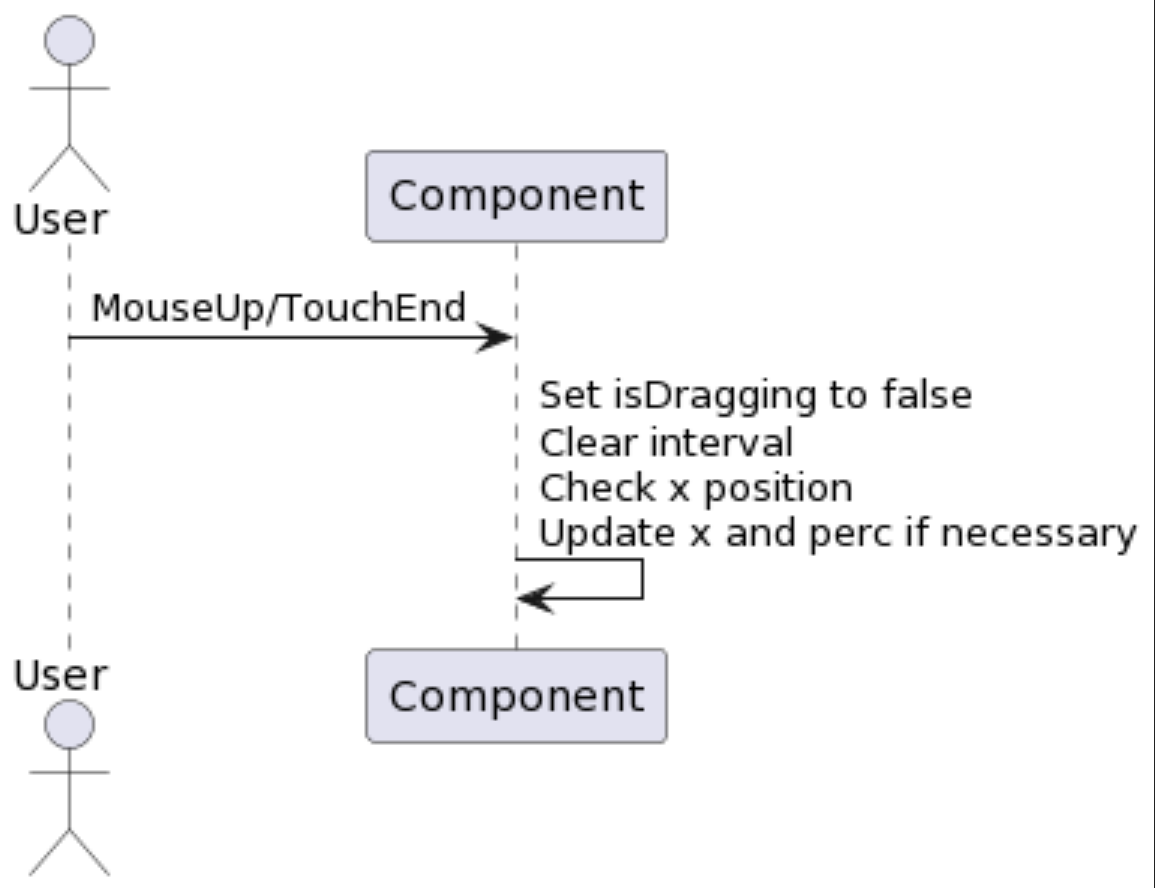 User
Component
MouseUp/TouchEnd
Set isDragging to false
Clear interval
Check x position
Update x and perc if necessary
User
Component